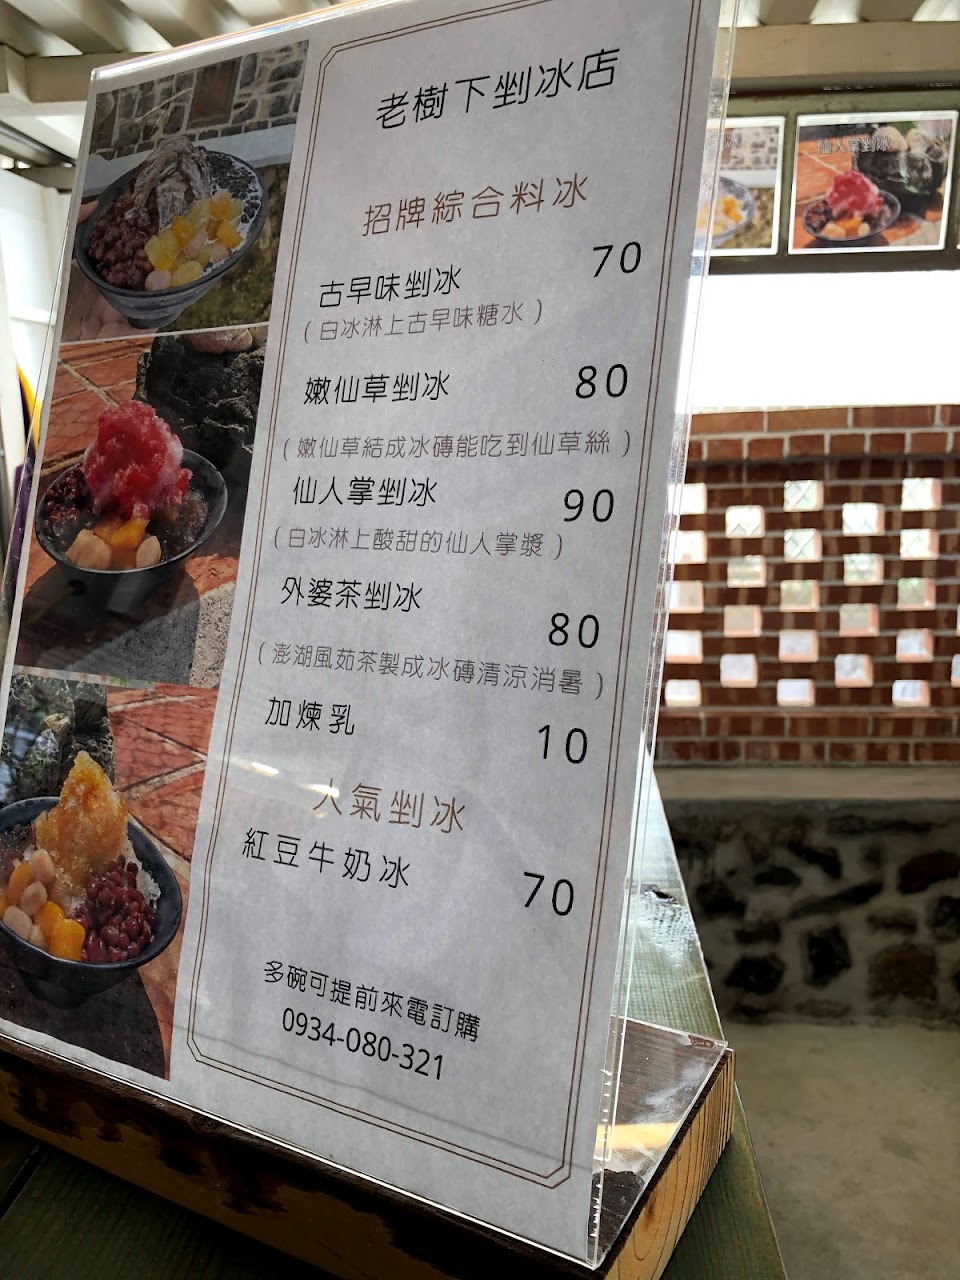 老樹下剉冰店
招牌綜合料冰
古早味剉冰 70
（白冰淋上古早味糖水）
嫩仙草剉冰 80
（嫩仙草結成冰磚能吃到仙草絲）
仙人掌剉冰 90
（白冰淋上酸甜的仙人掌漿）
外婆茶剉冰 80
（澎湖風茹茶製成冰磚清涼消暑）
加煉乳 10
人氣剉冰
紅豆牛奶冰 70
多碗可提前來電訂購
0934-080-321
仙人掌剉冰